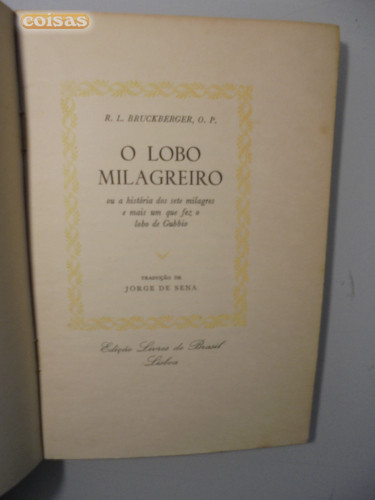 coisas
R. L. BRUCKBERGER, O. P.
O LOBO
MILAGREIRO
ou a história dos sete milagres
e mais um que fez o
lobo de Gubbio
TRADUÇÃO DE
JORGE DE SENA
Edição Livros do Brasil
Lisboa